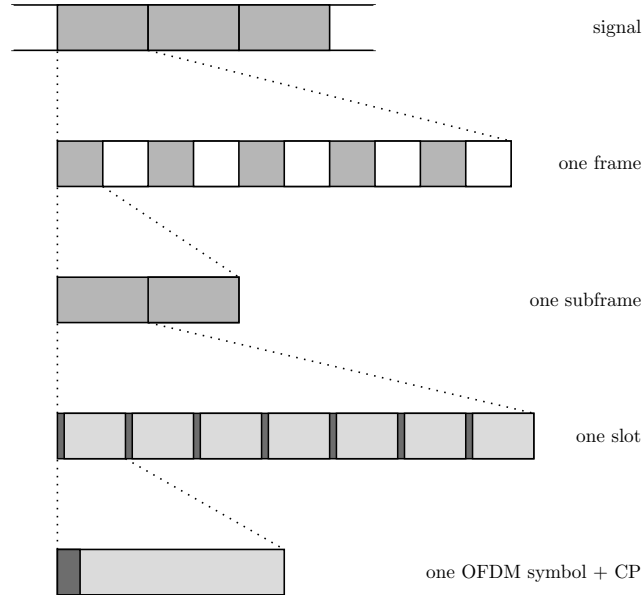 signal
one frame
one subframe
one slot
one OFDM symbol + CP